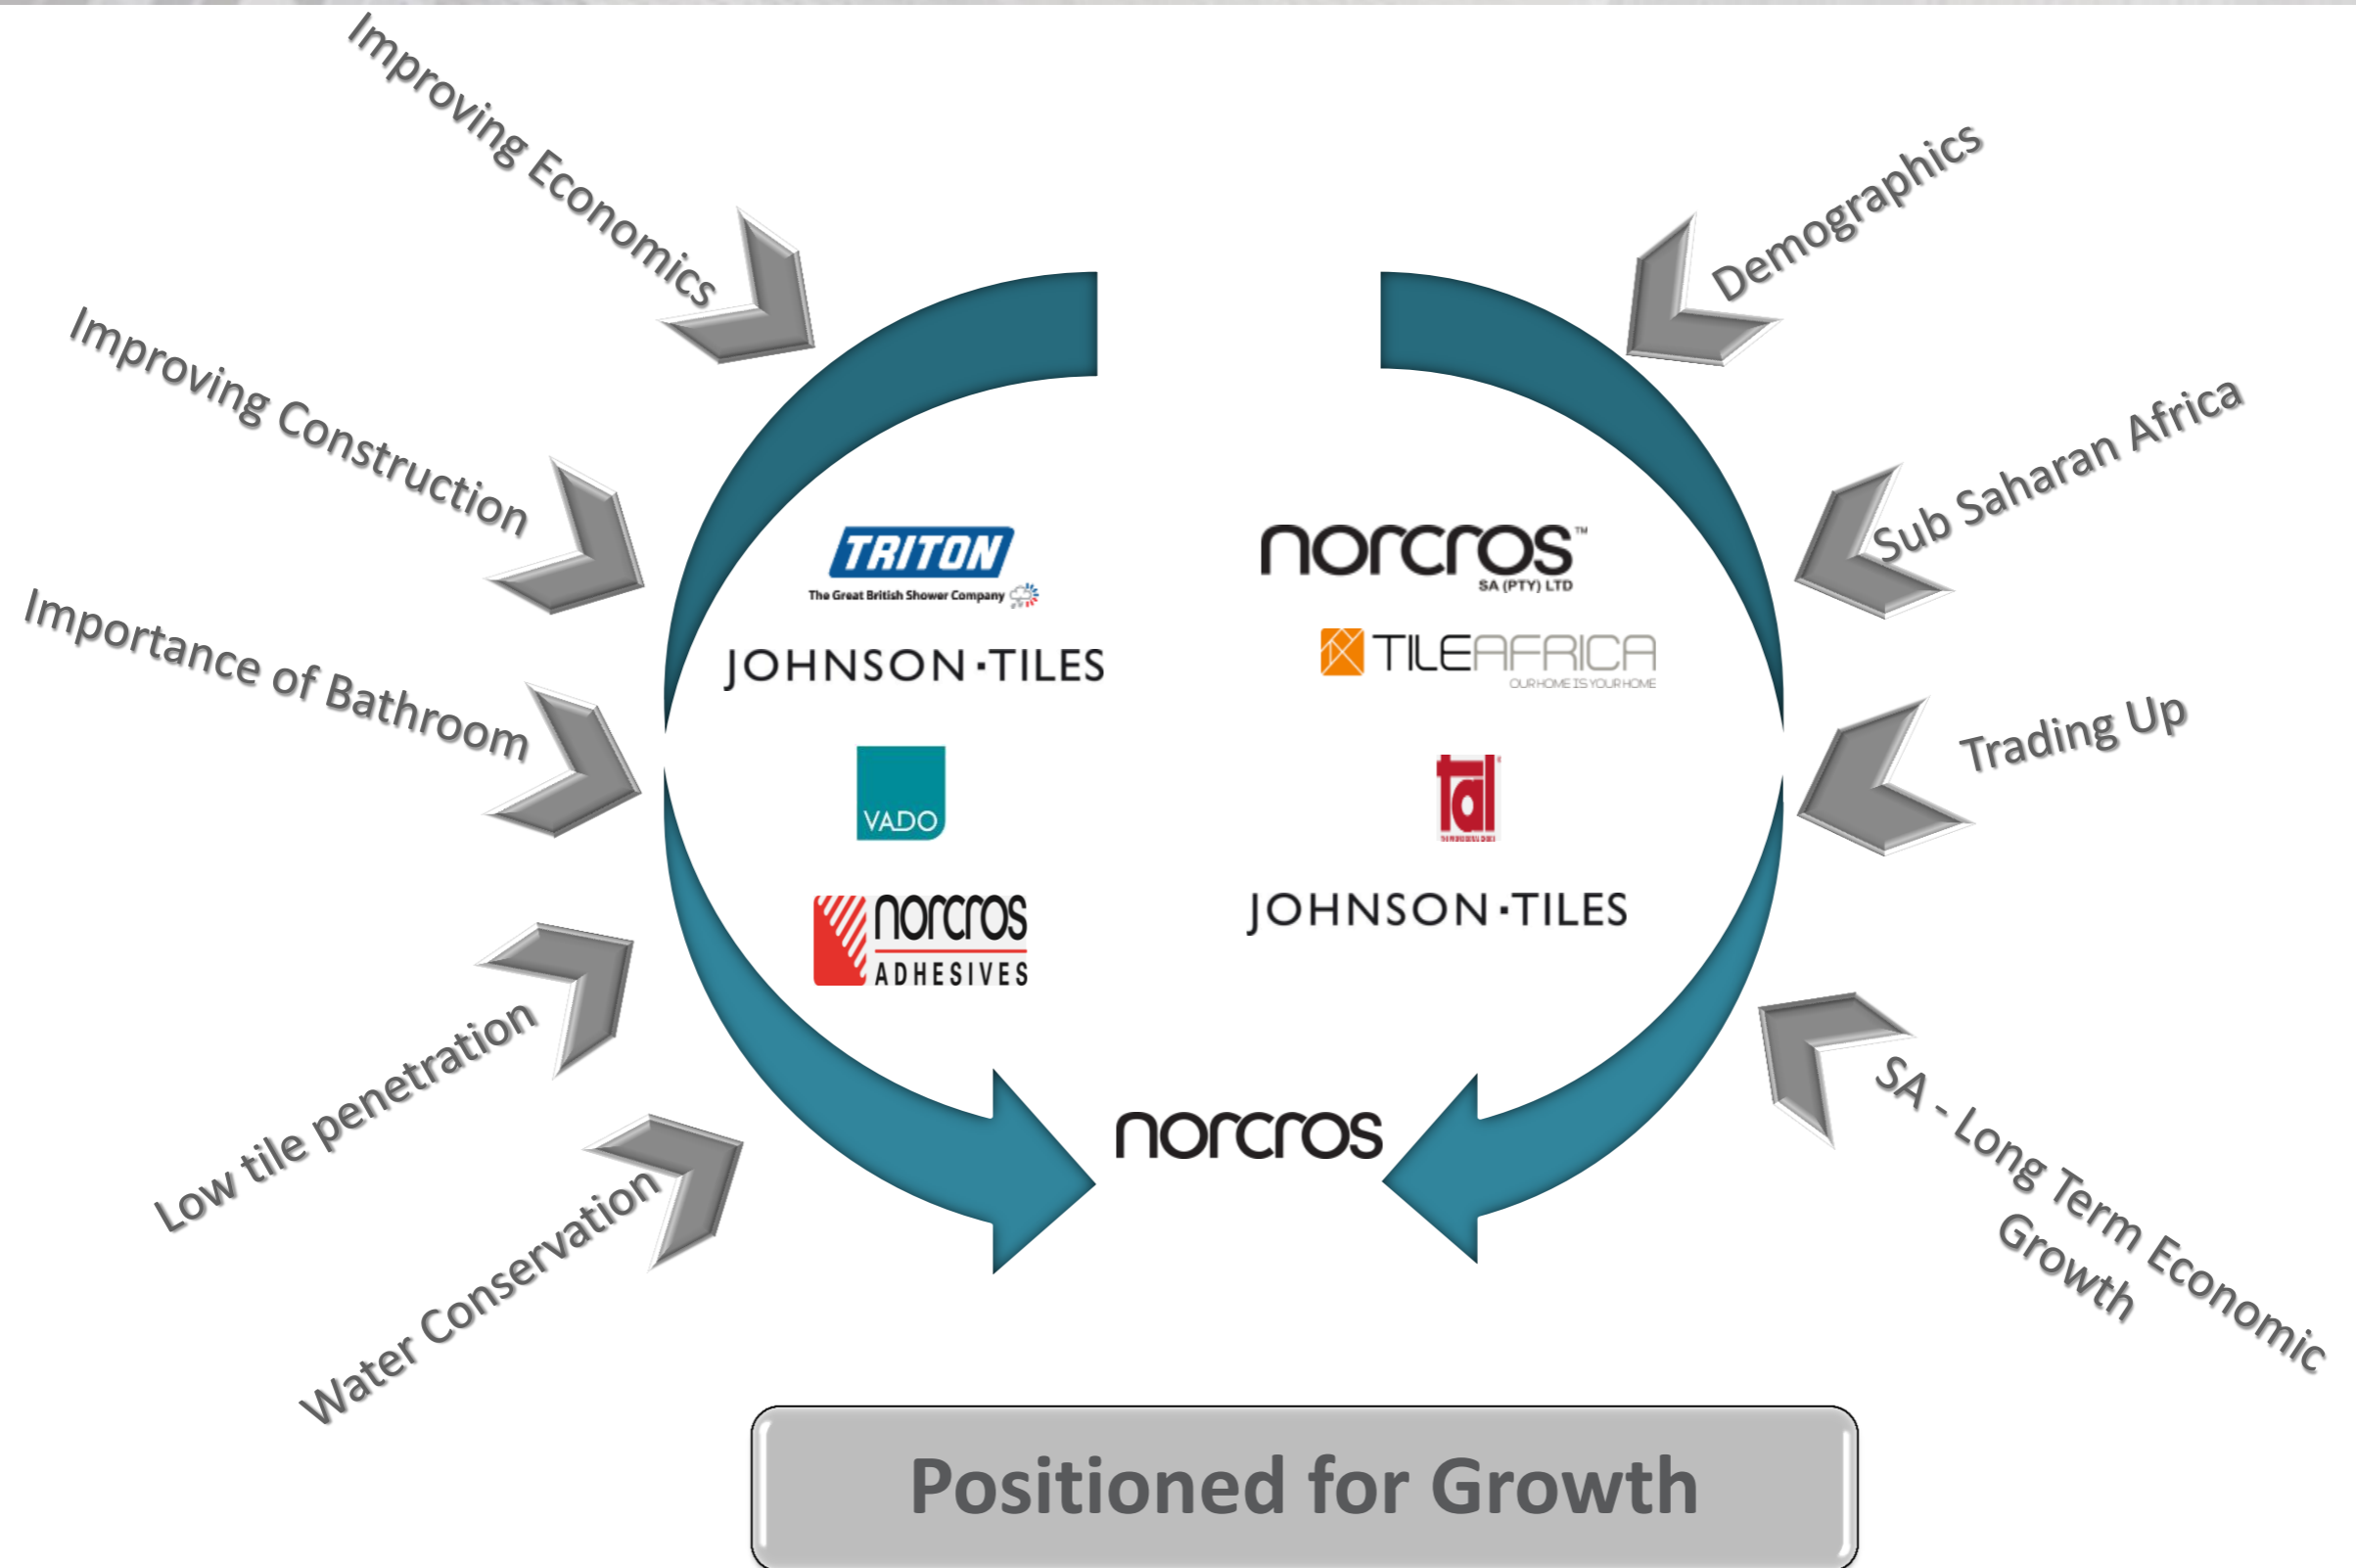 Improving Economics
Improving Construction
Importance of Bathroom
Low tile penetration
Water Conservation
TRITON
The Great British Shower Company
JOHNSON·TILES
VADO
norcros
ADHESIVES
norcros™
SA (PTY) LTD
TILEAFRICA
OUR HOME IS YOUR HOME
tal
JOHNSON·TILES
norcros
Demographics
Sub Saharan Africa
Trading Up
SA - Long Term Economic
Growth
Positioned for Growth